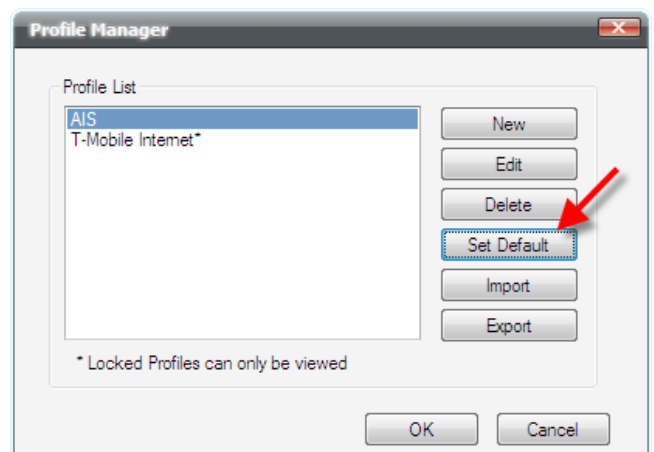 Profile Manager
Profile List
AIS
T-Mobile Internet*
New
Edit
Delete
Set Default
Import
Export
* Locked Profiles can only be viewed
OK
Cancel